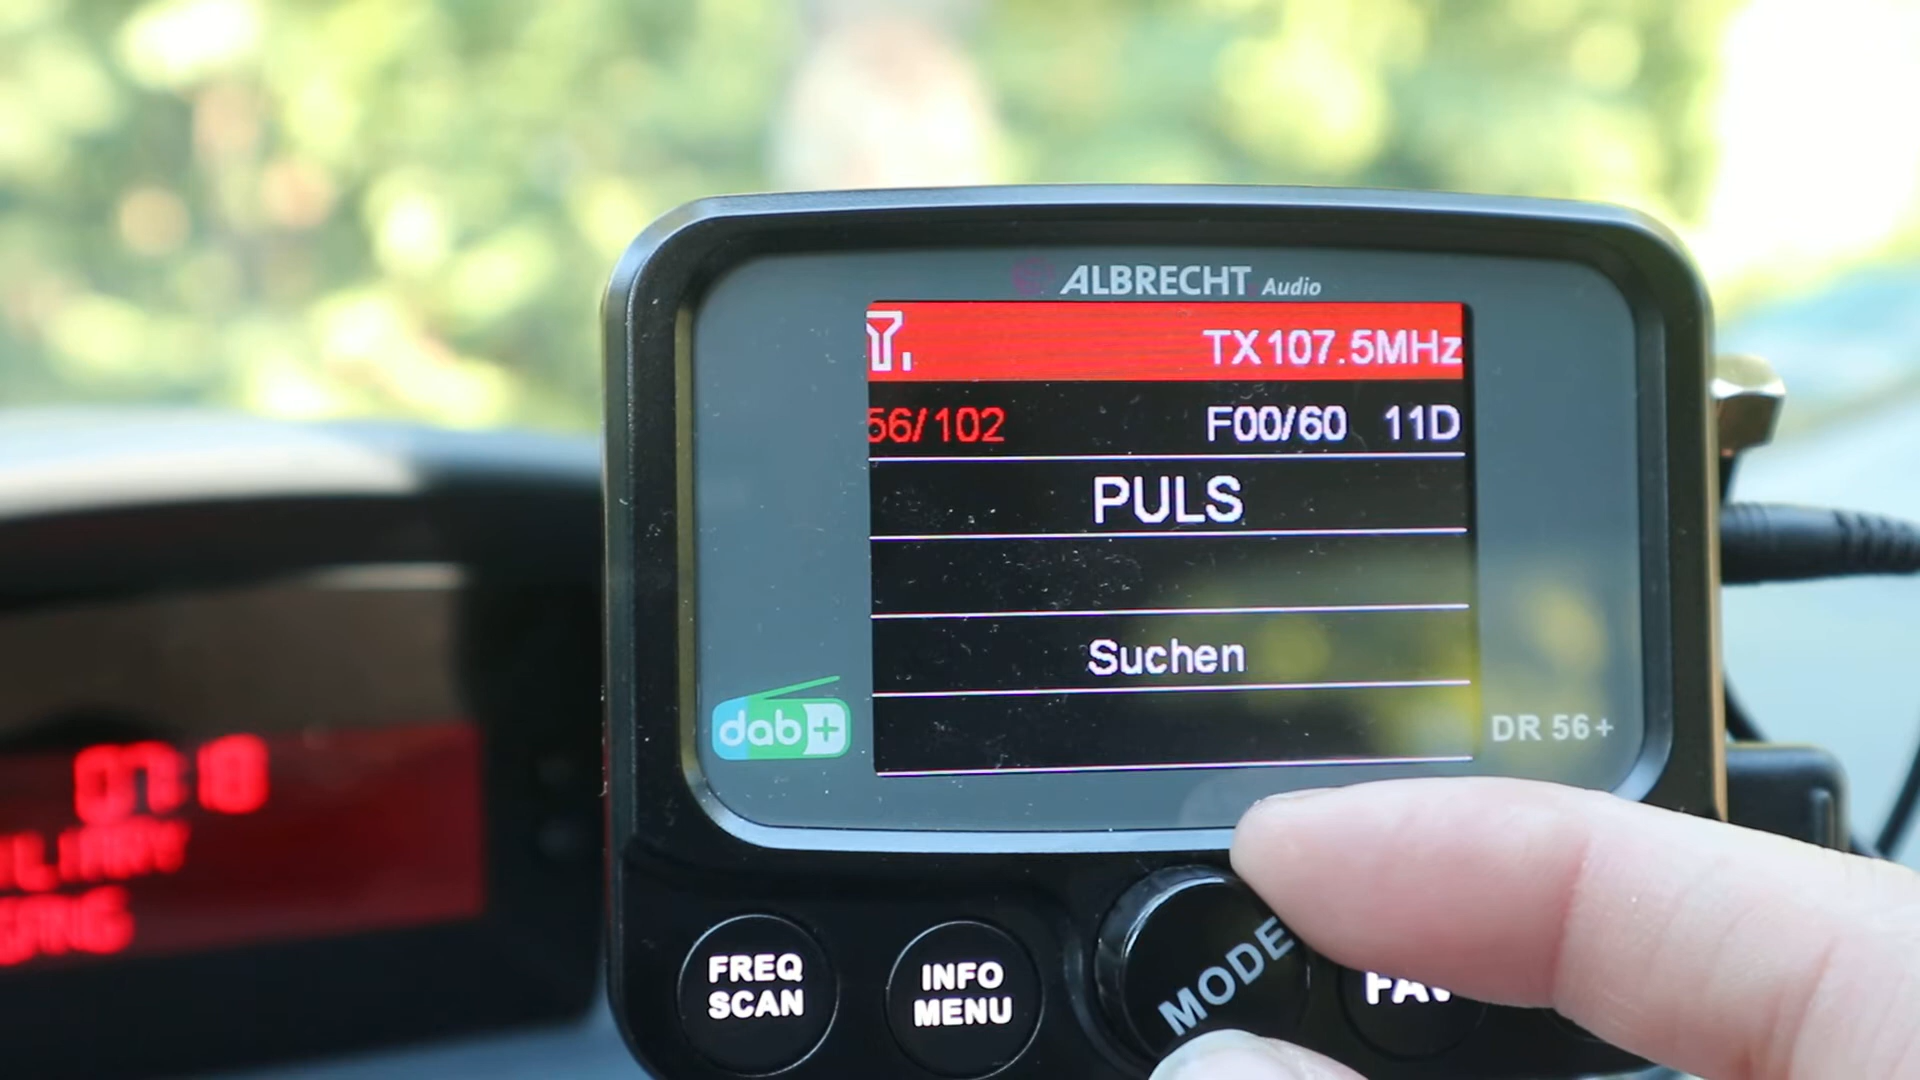 ALBRECHT Audio
TX107.5MHz
56/102 F00/60 11D
PULS
Suchen
dab+
DR 56+
FREQ
SCAN
INFO
MENU
MODE